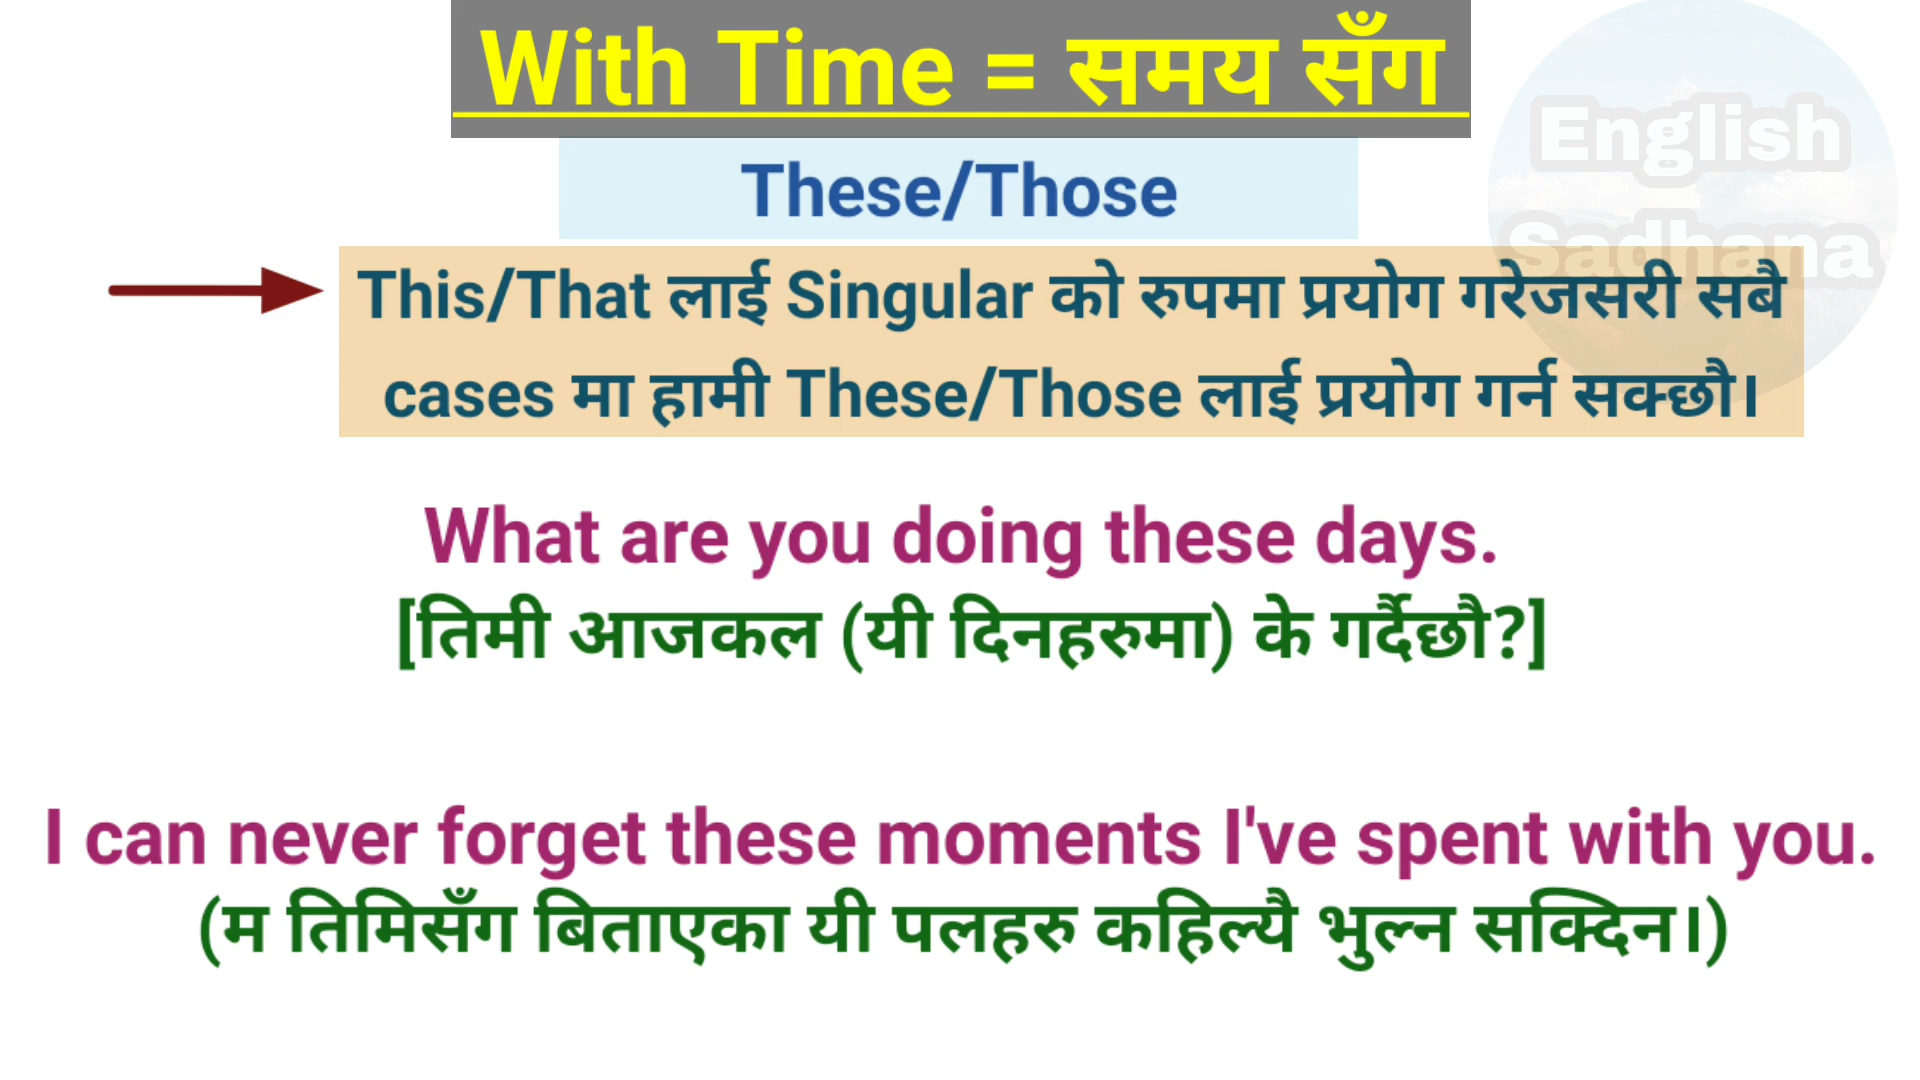 With Time = समय सँग
English
These/Those
Sadhana
This/That लाई Singular को रुपमा प्रयोग गरेजसरी सबै
cases मा हामी These/Those लाई प्रयोग गर्न सक्छौ।
What are you doing these days.
[तिमी आजकल (यी दिनहरुमा) के गर्दैछौ?]
I can never forget these moments I've spent with you.
(म तिमिसँग बिताएका यी पलहरु कहिल्यै भुल्न सक्दिन।)